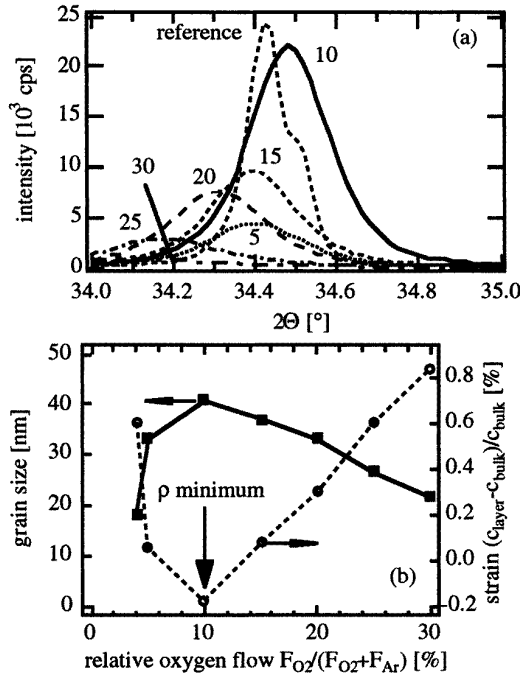 reference
10
(a)
25
20
15
10
5
0
intensity [10³ cps]
30
20
15
25
5
34.0 34.2 34.4 34.6 34.8 35.0
2Θ [°]
50
40
30
20
10
0
grain size [nm]
ρ minimum
(b)
0.8
0.6
0.4
0.2
0.0
-0.2
strain (c_layer-c_bulk)/c_bulk [%]
0 10 20 30
relative oxygen flow F_O2/(F_O2+F_Ar) [%]